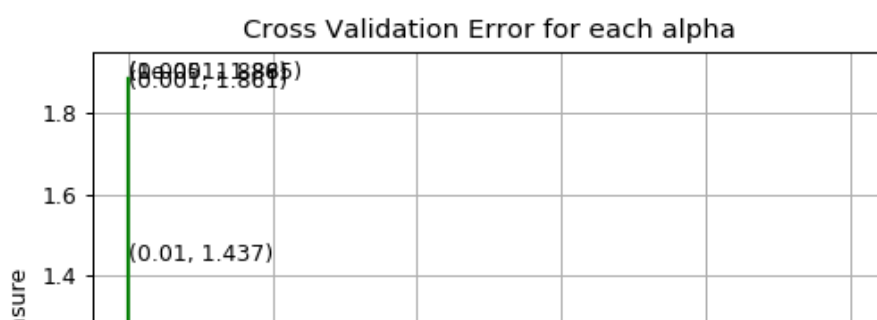 Cross Validation Error for each alpha
(0.001, 1.861)
1.8
1.6
(0.01, 1.437)
1.4
sure